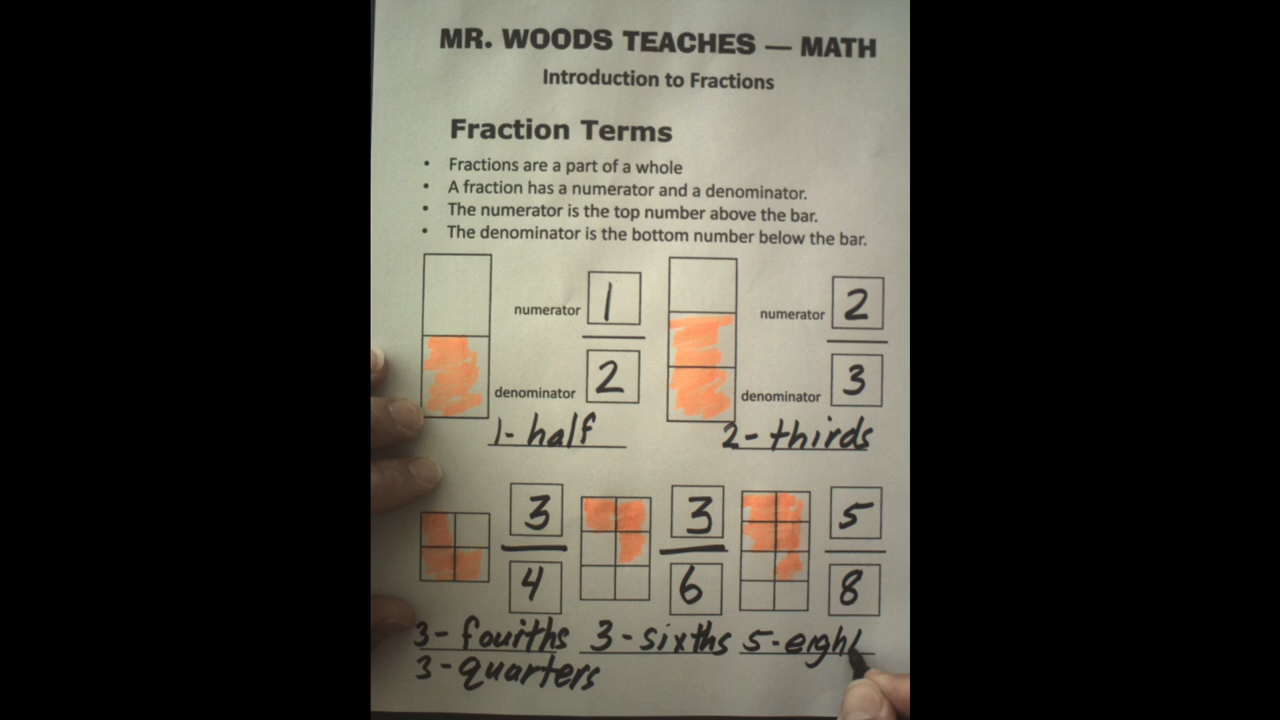 MR. WOODS TEACHES — MATH
Introduction to Fractions
Fraction Terms
• Fractions are a part of a whole
• A fraction has a numerator and a denominator.
• The numerator is the top number above the bar.
• The denominator is the bottom number below the bar.
numerator 1
denominator 2
1- half
numerator 2
denominator 3
2- thirds
3
4
3- fouiths
3- quarters
3
6
3 - sixths
5
8
5- eight